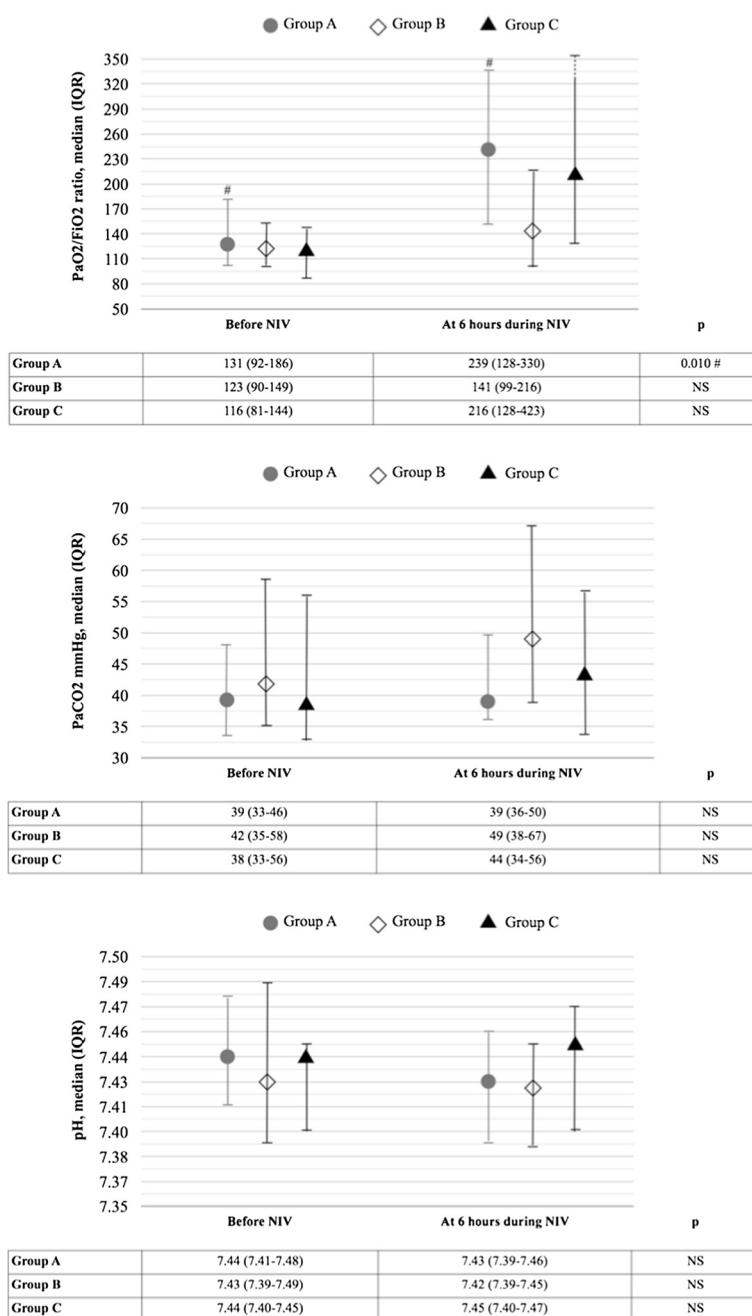 Group A Group B Group C
PaO2/FiO2 ratio, median (IQR)
350
320
290
260
230
200
170
140
110
80
50
#
#
Before NIV At 6 hours during NIV p
Group A 131 (92-186) 239 (128-330) 0.010 #
Group B 123 (90-149) 141 (99-216) NS
Group C 116 (81-144) 216 (128-423) NS
Group A Group B Group C
PaCO2 mmHg, median (IQR)
70
65
60
55
50
45
40
35
30
Before NIV At 6 hours during NIV p
Group A 39 (33-46) 39 (36-50) NS
Group B 42 (35-58) 49 (38-67) NS
Group C 38 (33-56) 44 (34-56) NS
Group A Group B Group C
pH, median (IQR)
7.50
7.49
7.47
7.46
7.44
7.43
7.41
7.40
7.38
7.37
7.35
Before NIV At 6 hours during NIV p
Group A 7.44 (7.41-7.48) 7.43 (7.39-7.46) NS
Group B 7.43 (7.39-7.49) 7.42 (7.39-7.45) NS
Group C 7.44 (7.40-7.45) 7.45 (7.40-7.47) NS